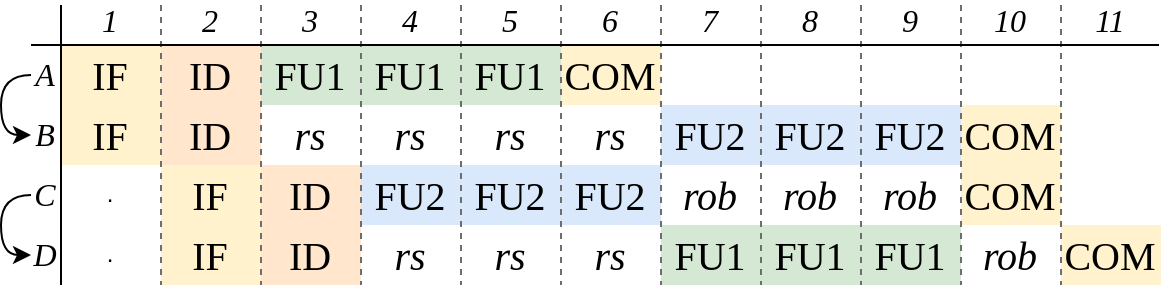 1 2 3 4 5 6 7 8 9 10 11
A IF ID FU1 FU1 FU1 COM
B IF ID rs rs rs rs FU2 FU2 FU2 COM
C . IF ID FU2 FU2 FU2 rob rob rob COM
D . IF ID rs rs rs FU1 FU1 FU1 rob COM